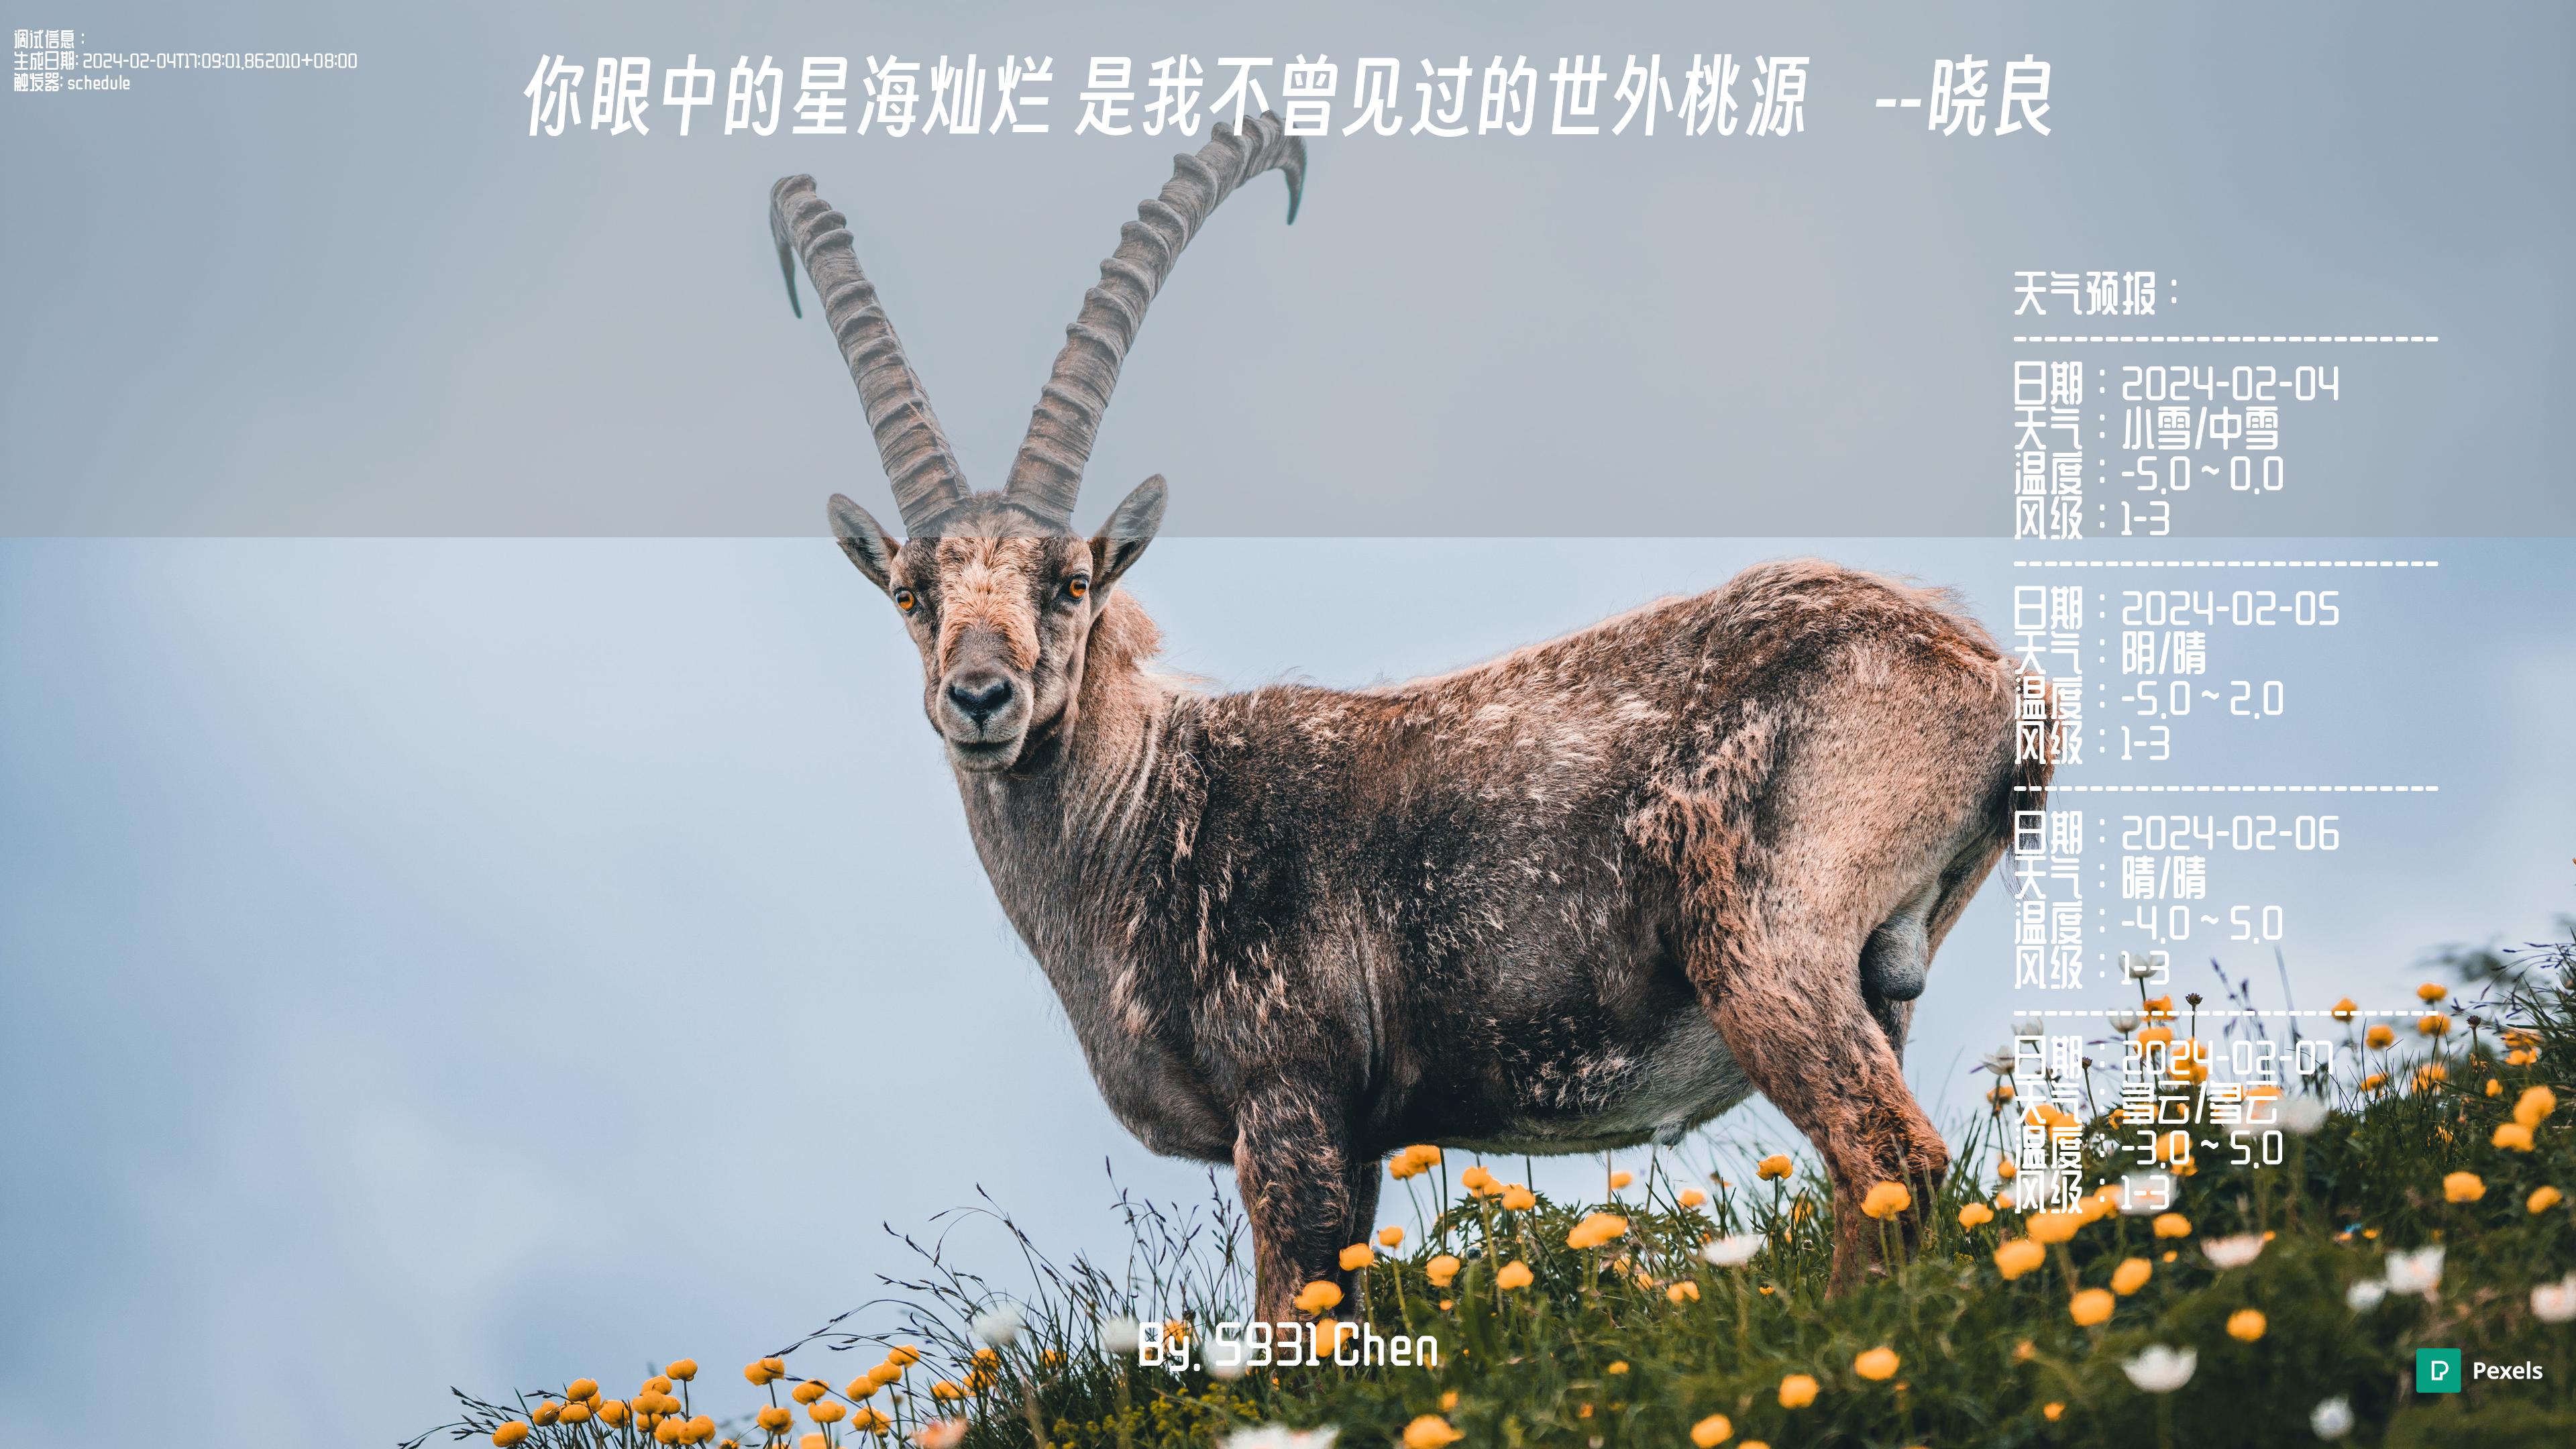 调试信息：
生成日期: 2024-02-04T17:09:01.862010+08:00
触发器: schedule
你眼中的星海灿烂 是我不曾见过的世外桃源 --晓良
天气预报：
---------------------------
日期：2024-02-04
天气：小雪/中雪
温度：-5.0 ~ 0.0
风级：1-3
---------------------------
日期：2024-02-05
天气：阴/晴
温度：-5.0 ~ 2.0
风级：1-3
---------------------------
日期：2024-02-06
天气：晴/晴
温度：-4.0 ~ 5.0
风级：1-3
---------------------------
日期：2024-02-07
天气：多云/多云
温度：-3.0 ~ 5.0
风级：1-3
By. S931 Chen
Pexels